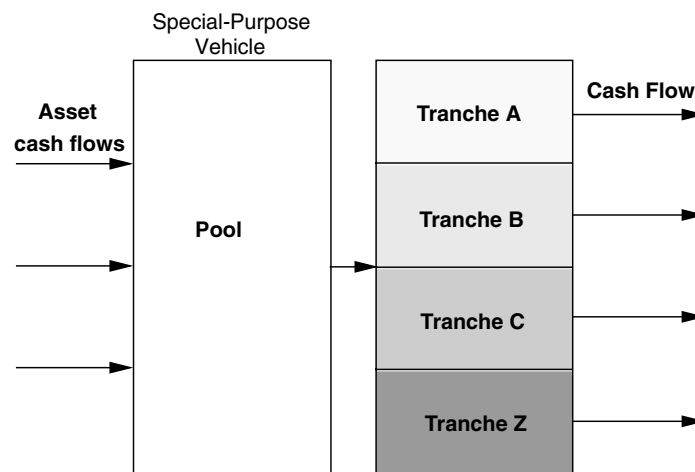 Special-Purpose
Vehicle
Asset
cash flows
Pool
Tranche A
Tranche B
Tranche C
Tranche Z
Cash Flow